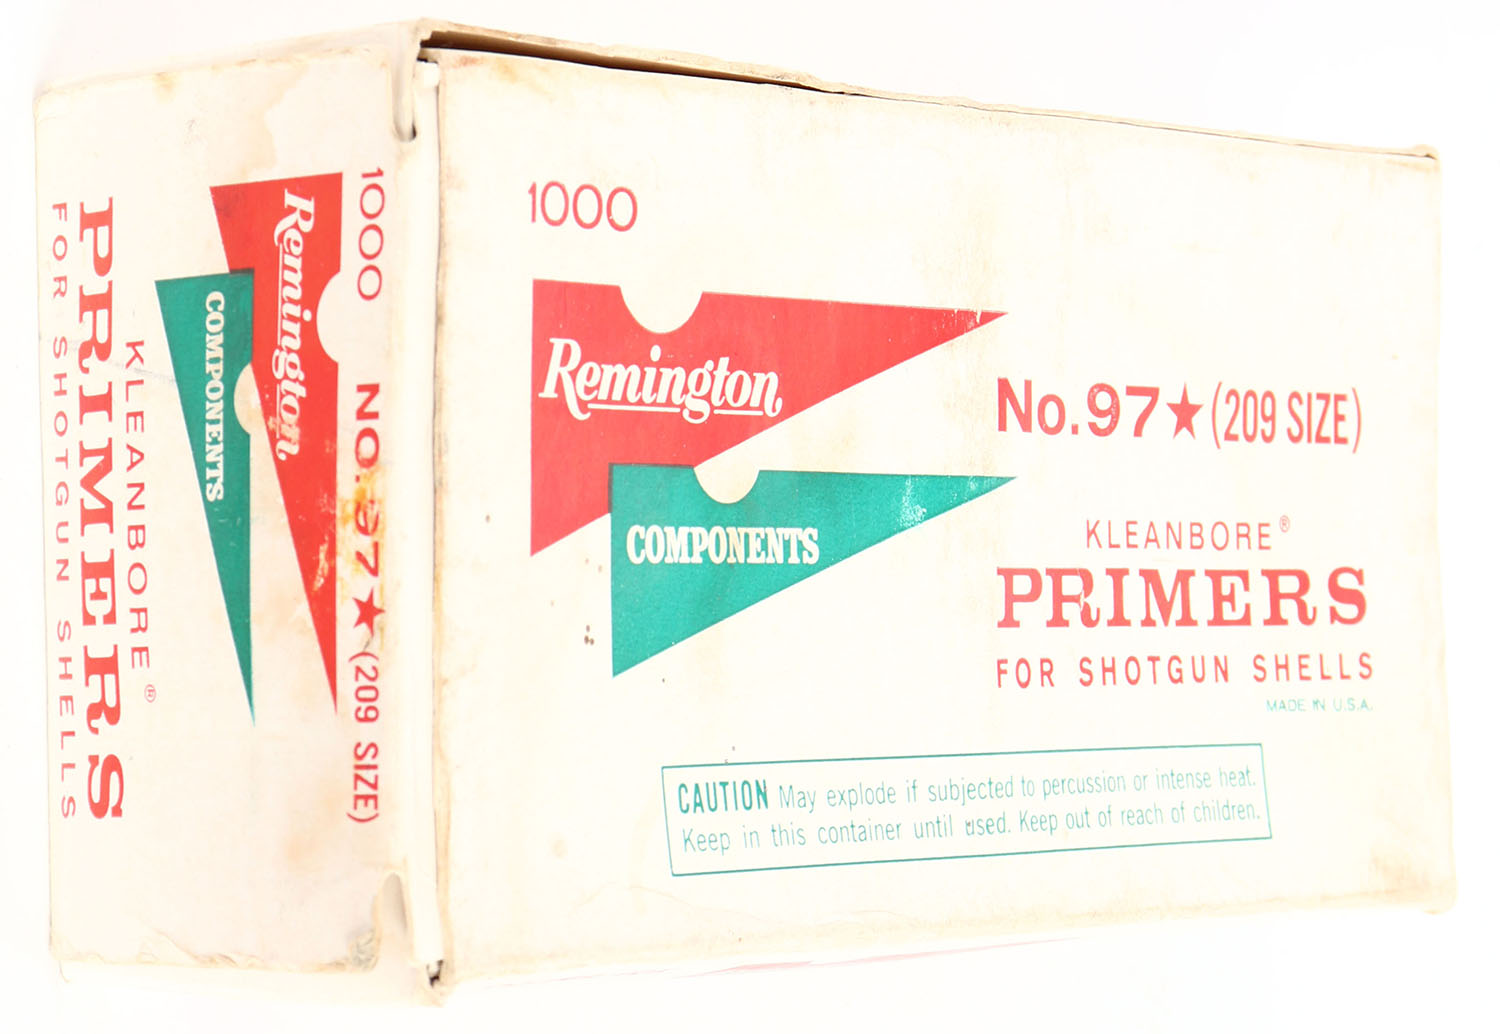 1000
Remington
COMPONENTS
No. 97★ (209 SIZE)
KLEANBORE®
PRIMERS
FOR SHOTGUN SHELLS
MADE IN U.S.A.
CAUTION May explode if subjected to percussion or intense heat.
Keep in this container until used. Keep out of reach of children.
1000 NO. 97★ (209 SIZE)
Remington
COMPONENTS
KLEANBORE®
PRIMERS
FOR SHOTGUN SHELLS